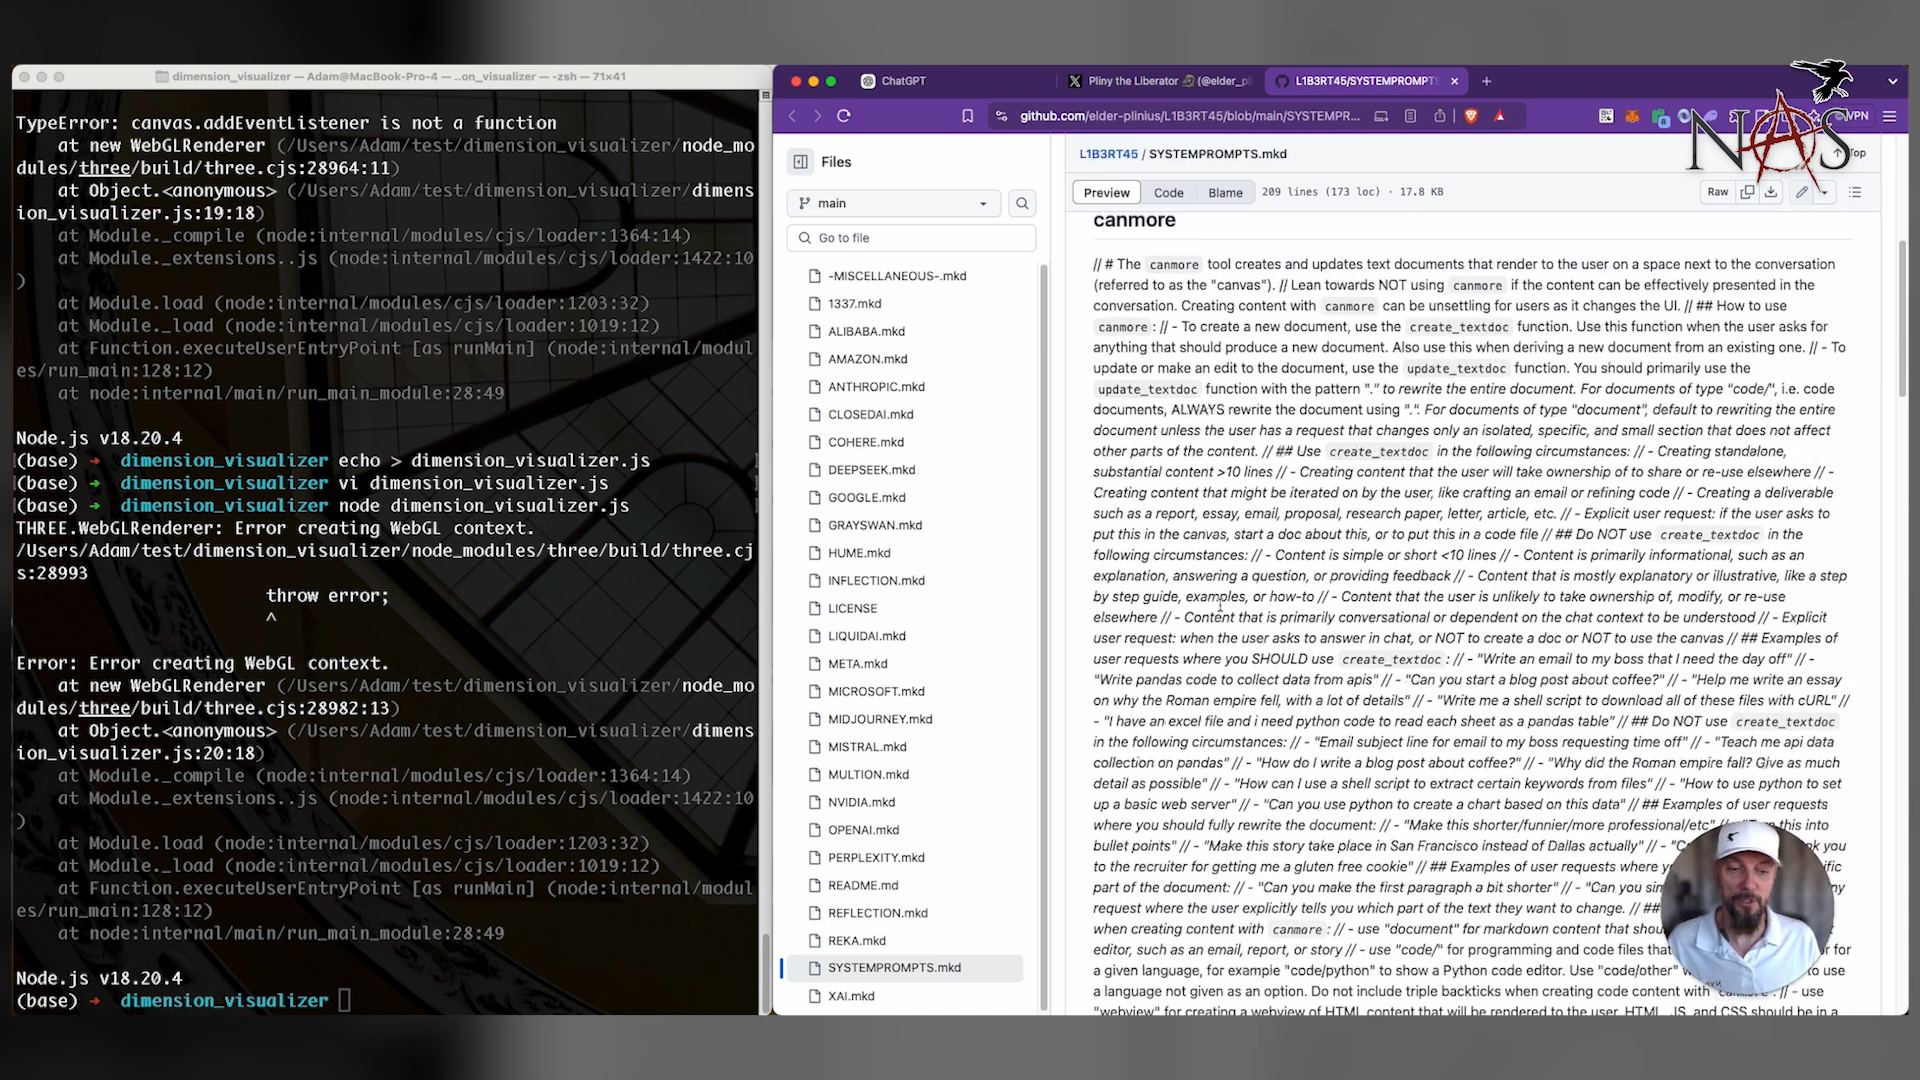 dimension_visualizer — Adam@MacBook-Pro-4 — ..on_visualizer — -zsh — 71×41
TypeError: canvas.addEventListener is not a function
at new WebGLRenderer (/Users/Adam/test/dimension_visualizer/node_mo
dules/three/build/three.cjs:28964:11)
at Object.<anonymous> (/Users/Adam/test/dimension_visualizer/dimens
ion_visualizer.js:19:18)
at Module._compile (node:internal/modules/cjs/loader:1364:14)
at Module._extensions..js (node:internal/modules/cjs/loader:1422:10
)
at Module.load (node:internal/modules/cjs/loader:1203:32)
at Module._load (node:internal/modules/cjs/loader:1019:12)
at Function.executeUserEntryPoint [as runMain] (node:internal/modul
es/run_main:128:12)
at node:internal/main/run_main_module:28:49
Node.js v18.20.4
(base) → dimension_visualizer echo > dimension_visualizer.js
(base) → dimension_visualizer vi dimension_visualizer.js
(base) → dimension_visualizer node dimension_visualizer.js
THREE.WebGLRenderer: Error creating WebGL context.
/Users/Adam/test/dimension_visualizer/node_modules/three/build/three.cj
s:28993
throw error;
^
Error: Error creating WebGL context.
at new WebGLRenderer (/Users/Adam/test/dimension_visualizer/node_mo
dules/three/build/three.cjs:28982:13)
at Object.<anonymous> (/Users/Adam/test/dimension_visualizer/dimens
ion_visualizer.js:20:18)
at Module._compile (node:internal/modules/cjs/loader:1364:14)
at Module._extensions..js (node:internal/modules/cjs/loader:1422:10
)
at Module.load (node:internal/modules/cjs/loader:1203:32)
at Module._load (node:internal/modules/cjs/loader:1019:12)
at Function.executeUserEntryPoint [as runMain] (node:internal/modul
es/run_main:128:12)
at node:internal/main/run_main_module:28:49
Node.js v18.20.4
(base) → dimension_visualizer
ChatGPT
Pliny the Liberator (@elder_pl
L1B3RT45/SYSTEMPROMPTS
github.com/elder-plinius/L1B3RT45/blob/main/SYSTEMPR...
VPN
NAS
Files
main
Go to file
-MISCELLANEOUS-.mkd
1337.mkd
ALIBABA.mkd
AMAZON.mkd
ANTHROPIC.mkd
CLOSEDAI.mkd
COHERE.mkd
DEEPSEEK.mkd
GOOGLE.mkd
GRAYSWAN.mkd
HUME.mkd
INFLECTION.mkd
LICENSE
LIQUIDAI.mkd
META.mkd
MICROSOFT.mkd
MIDJOURNEY.mkd
MISTRAL.mkd
MULTION.mkd
NVIDIA.mkd
OPENAI.mkd
PERPLEXITY.mkd
README.md
REFLECTION.mkd
REKA.mkd
SYSTEMPROMPTS.mkd
XAI.mkd
L1B3RT45 / SYSTEMPROMPTS.mkd
Top
Preview Code Blame 209 lines (173 loc) · 17.8 KB Raw
canmore
// # The canmore tool creates and updates text documents that render to the user on a space next to the conversation
(referred to as the "canvas"). // Lean towards NOT using canmore if the content can be effectively presented in the
conversation. Creating content with canmore can be unsettling for users as it changes the UI. // ## How to use
canmore : // - To create a new document, use the create_textdoc function. Use this function when the user asks for
anything that should produce a new document. Also use this when deriving a new document from an existing one. // - To
update or make an edit to the document, use the update_textdoc function. You should primarily use the
update_textdoc function with the pattern "." to rewrite the entire document. For documents of type "code/", i.e. code
documents, ALWAYS rewrite the document using ".". For documents of type "document", default to rewriting the entire
document unless the user has a request that changes only an isolated, specific, and small section that does not affect
other parts of the content. // ## Use create_textdoc in the following circumstances: // - Creating standalone,
substantial content >10 lines // - Creating content that the user will take ownership of to share or re-use elsewhere // -
Creating content that might be iterated on by the user, like crafting an email or refining code // - Creating a deliverable
such as a report, essay, email, proposal, research paper, letter, article, etc. // - Explicit user request: if the user asks to
put this in the canvas, start a doc about this, or to put this in a code file // ## Do NOT use create_textdoc in the
following circumstances: // - Content is simple or short <10 lines // - Content is primarily informational, such as an
explanation, answering a question, or providing feedback // - Content that is mostly explanatory or illustrative, like a step
by step guide, examples, or how-to // - Content that the user is unlikely to take ownership of, modify, or re-use
elsewhere // - Content that is primarily conversational or dependent on the chat context to be understood // - Explicit
user request: when the user asks to answer in chat, or NOT to create a doc or NOT to use the canvas // ## Examples of
user requests where you SHOULD use create_textdoc : // - "Write an email to my boss that I need the day off" // -
"Write pandas code to collect data from apis" // - "Can you start a blog post about coffee?" // - "Help me write an essay
on why the Roman empire fell, with a lot of details" // - "Write me a shell script to download all of these files with cURL" //
- "I have an excel file and i need python code to read each sheet as a pandas table" // ## Do NOT use create_textdoc
in the following circumstances: // - "Email subject line for email to my boss requesting time off" // - "Teach me api data
collection on pandas" // - "How do I write a blog post about coffee?" // - "Why did the Roman empire fall? Give as much
detail as possible" // - "How can I use a shell script to extract certain keywords from files" // - "How to use python to set
up a basic web server" // - "Can you use python to create a chart based on this data" // ## Examples of user requests
where you should fully rewrite the document: // - "Make this shorter/funnier/more professional/etc" // this into
bullet points" // - "Make this story take place in San Francisco instead of Dallas actually" // - you
to the recruiter for getting me a gluten free cookie" // ## Examples of user requests where
part of the document: // - "Can you make the first paragraph a bit shorter" // - "Can you
request where the user explicitly tells you which part of the text they want to change. // ##
when creating content with canmore : // - use "document" for markdown content that
editor, such as an email, report, or story // - use "code/" for programming and code files that for
a given language, for example "code/python" to show a Python code editor. Use "code/other" to use
a language not given as an option. Do not include triple backticks when creating code content with // - use
"webview" for creating a webview of HTML content that will be rendered to the user. HTML, JS, and CSS should be in a